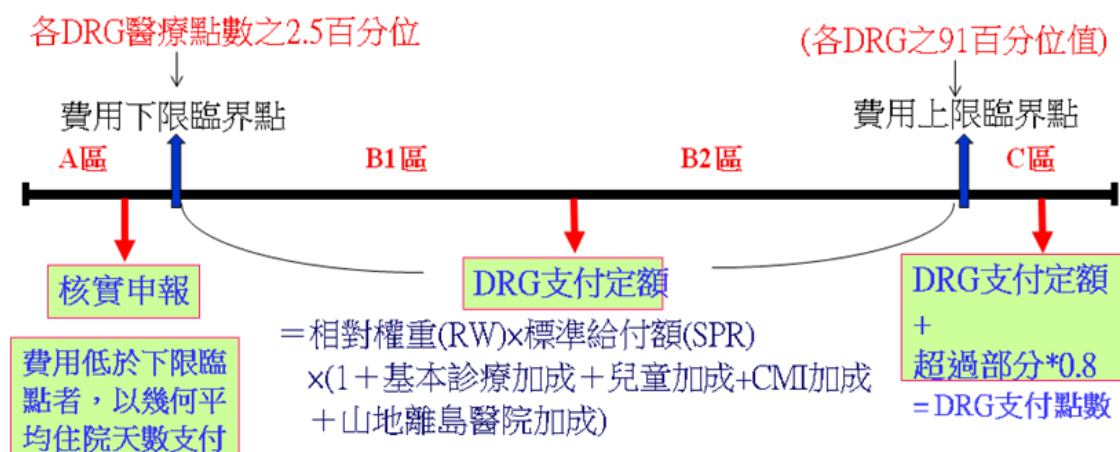 各DRG醫療點數之2.5百分位
(各DRG之91百分位值)
費用下限臨界點
費用上限臨界點
A區
B1區
B2區
C區
核實申報
費用低於下限臨
點者，以幾何平
均住院天數支付
DRG支付定額
＝相對權重(RW)x標準給付額(SPR)
x(1＋基本診療加成＋兒童加成+CMI加成
＋山地離島醫院加成)
DRG支付定額
+
超過部分*0.8
=DRG支付點數